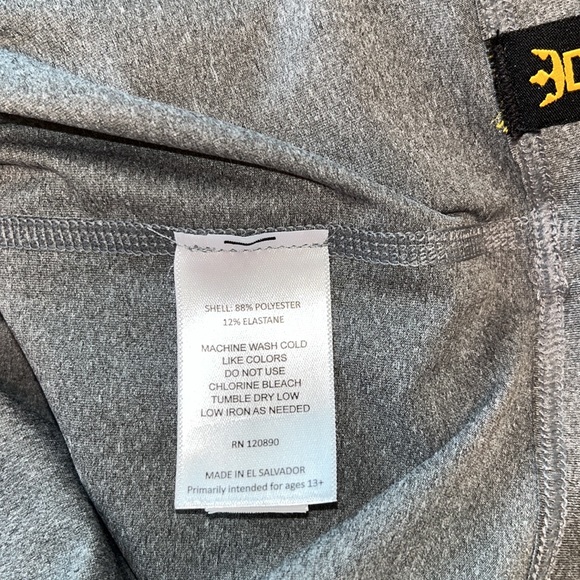 SHELL: 88% POLYESTER
12% ELASTANE
MACHINE WASH COLD
LIKE COLORS
DO NOT USE
CHLORINE BLEACH
TUMBLE DRY LOW
LOW IRON AS NEEDED
RN 120890
MADE IN EL SALVADOR
Primarily intended for ages 13+